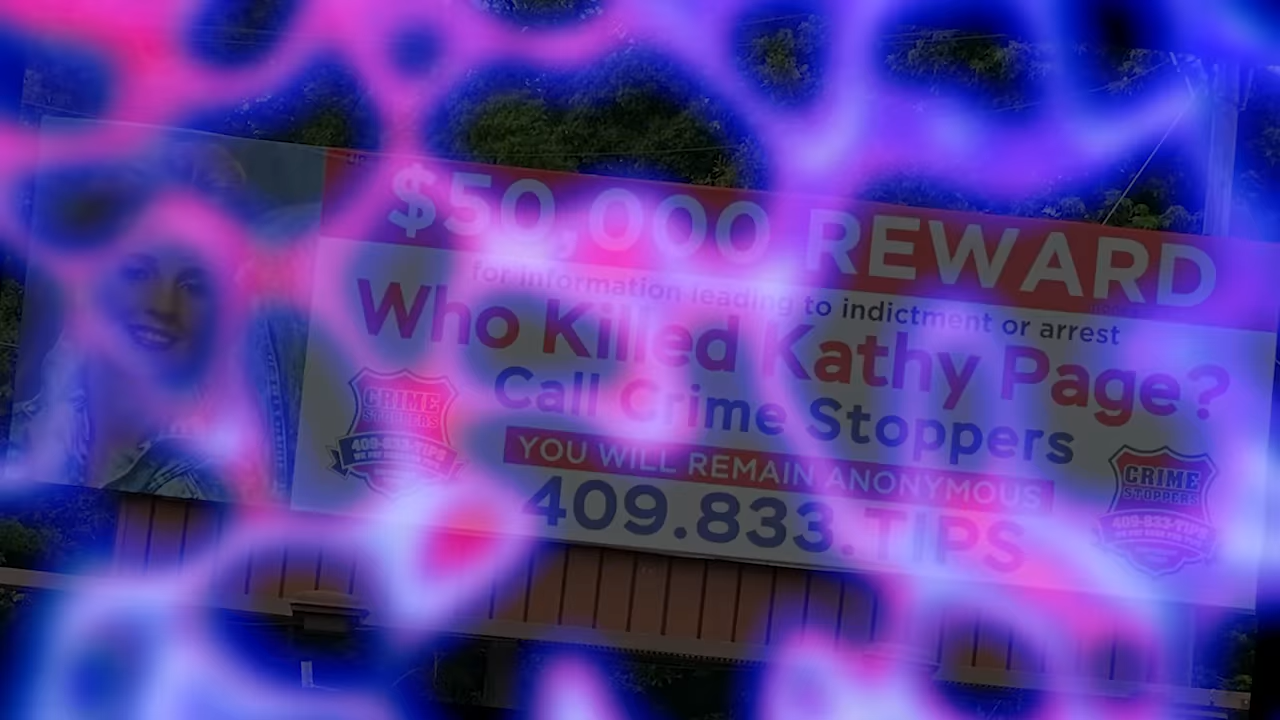 $50,000 REWARD
for information leading to indictment or arrest
Who Killed Kathy Page?
Call Crime Stoppers
YOU WILL REMAIN ANONYMOUS
409.833.TIPS
CRIME
STOPPERS
409-833-TIPS
CRIME
STOPPERS
409-833-TIPS